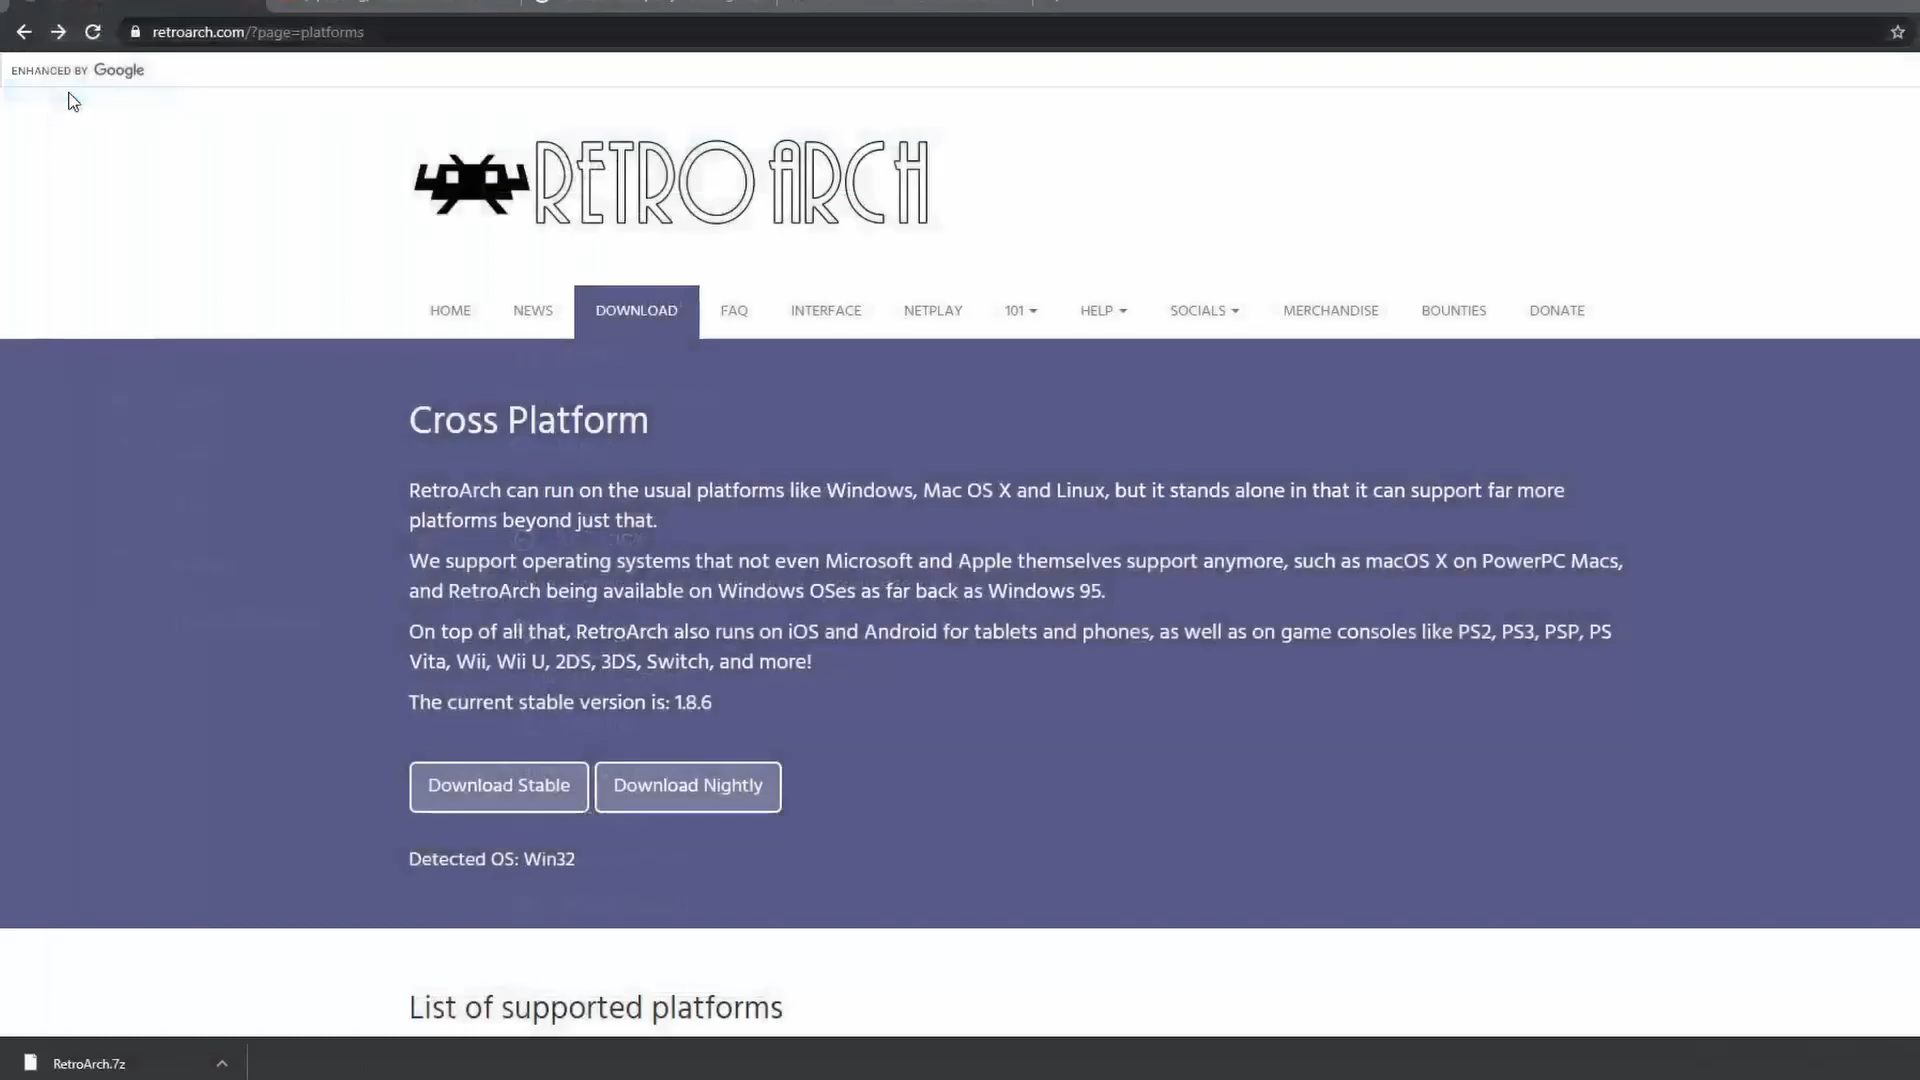 retroarch.com/?page=platforms
ENHANCED BY Google
RETROARCH
HOME NEWS DOWNLOAD FAQ INTERFACE NETPLAY 101 HELP SOCIALS MERCHANDISE BOUNTIES DONATE
Cross Platform
RetroArch can run on the usual platforms like Windows, Mac OS X and Linux, but it stands alone in that it can support far more
platforms beyond just that.
We support operating systems that not even Microsoft and Apple themselves support anymore, such as macOS X on PowerPC Macs,
and RetroArch being available on Windows OSes as far back as Windows 95.
On top of all that, RetroArch also runs on iOS and Android for tablets and phones, as well as on game consoles like PS2, PS3, PSP, PS
Vita, Wii, Wii U, 2DS, 3DS, Switch, and more!
The current stable version is: 1.8.6
Download Stable Download Nightly
Detected OS: Win32
List of supported platforms
RetroArch.7z